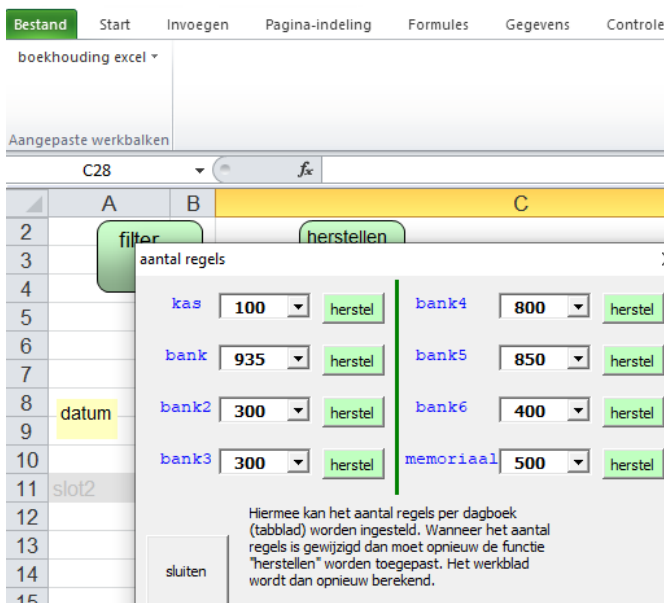 Bestand Start Invoegen Pagina-indeling Formules Gegevens Controle
boekhouding excel
Aangepaste werkbalken
C28 fx
A B C
2 filter herstellen
3 aantal regels
4
kas 100 herstel bank4 800 herstel
5
6
bank 935 herstel bank5 850 herstel
7
8 datum bank2 300 herstel bank6 400 herstel
9
10 bank3 300 herstel memoriaal 500 herstel
11 slot2
12 Hiermee kan het aantal regels per dagboek
(tabblad) worden ingesteld. Wanneer het aantal
13 regels is gewijzigd dan moet opnieuw de functie
"herstellen" worden toegepast. Het werkblad
14 sluiten wordt dan opnieuw berekend.
15